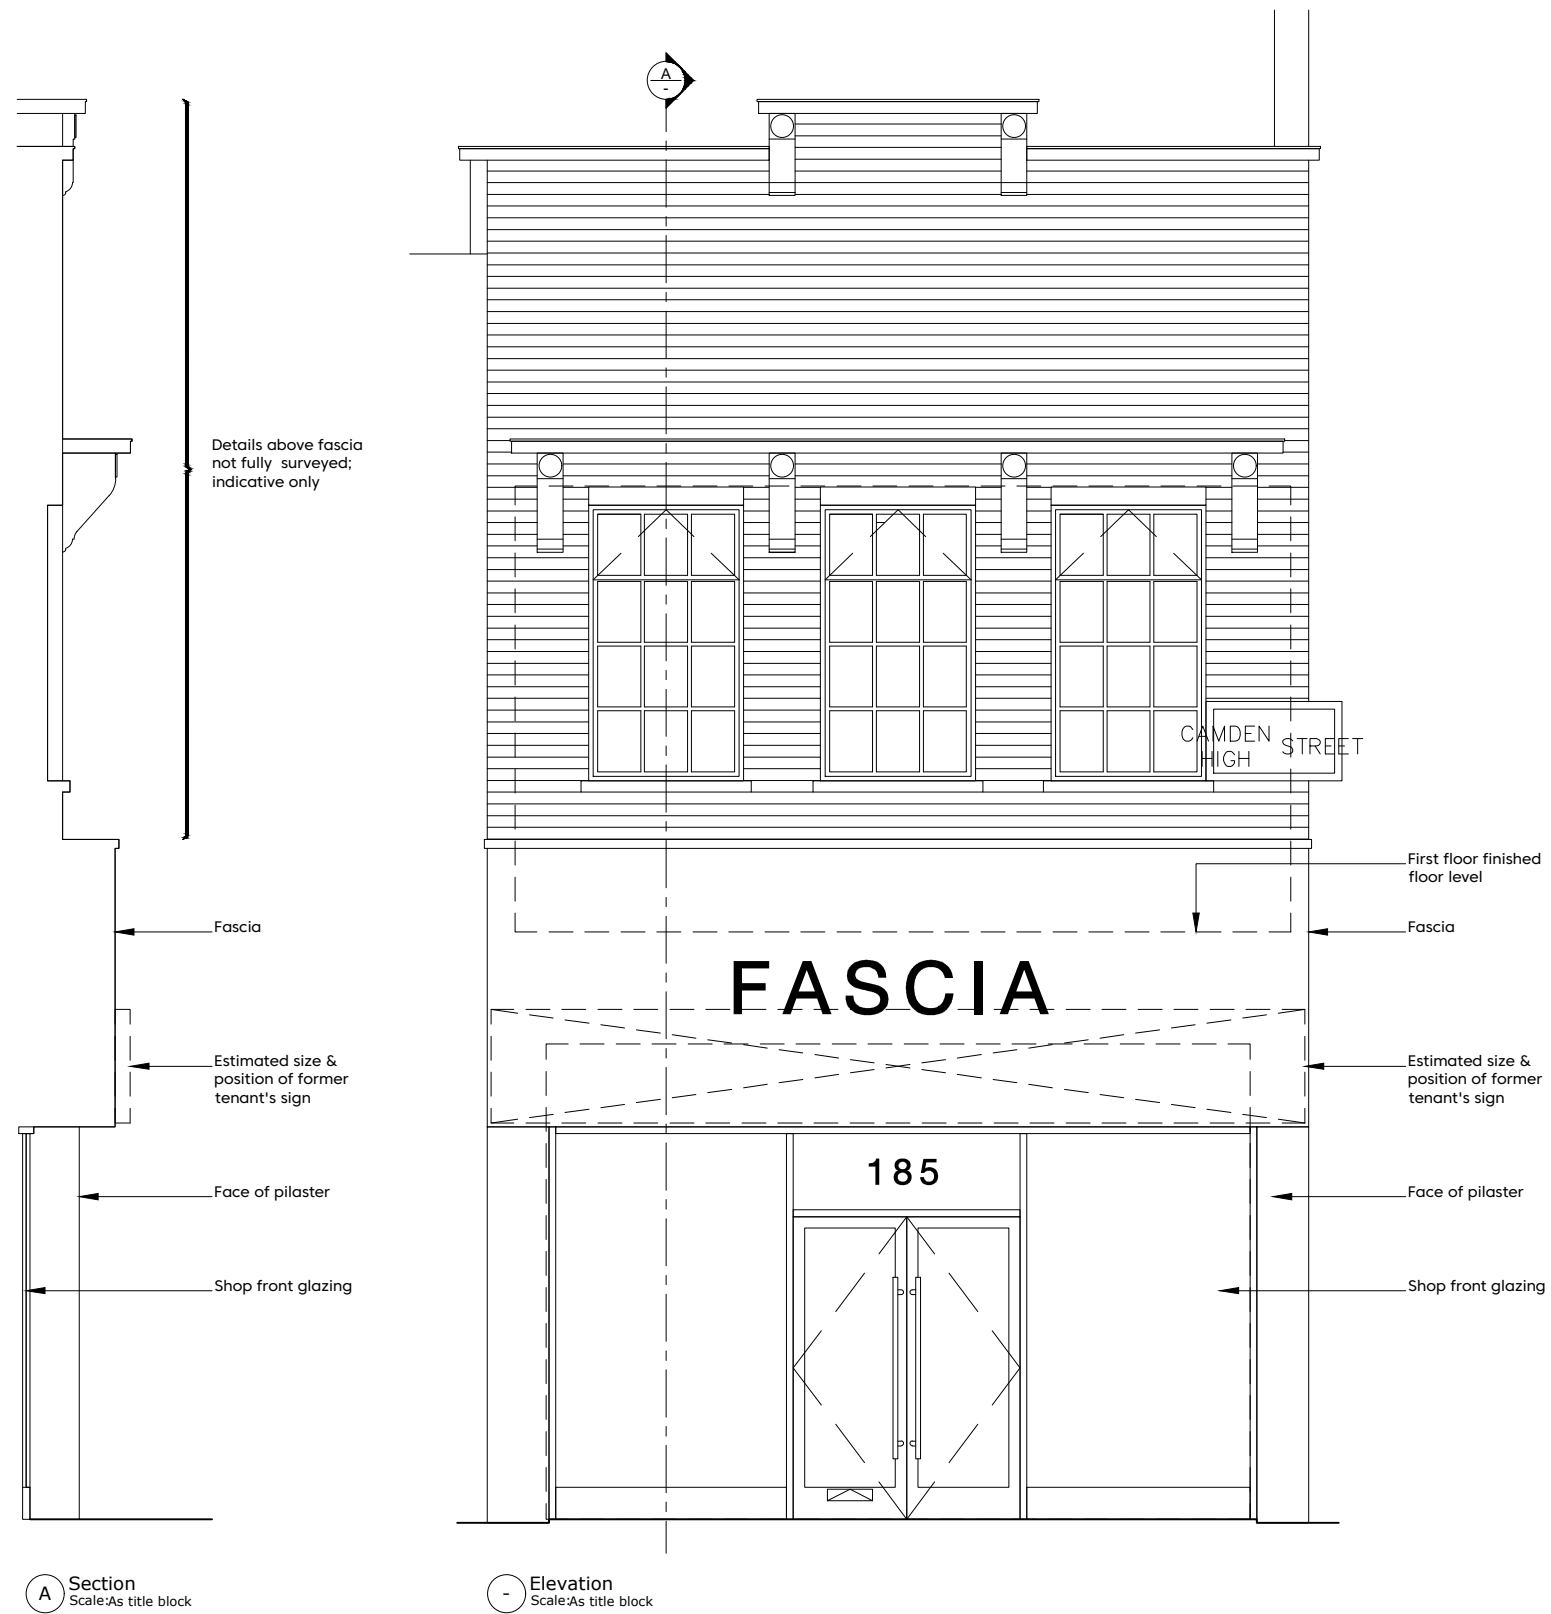 A
-
Details above fascia
not fully surveyed;
indicative only
CAMDEN
HIGH
STREET
First floor finished
floor level
Fascia
Fascia
FASCIA
Estimated size &
position of former
tenant's sign
Estimated size &
position of former
tenant's sign
185
Face of pilaster
Face of pilaster
Shop front glazing
Shop front glazing
A
Section
Scale:As title block
-
Elevation
Scale:As title block